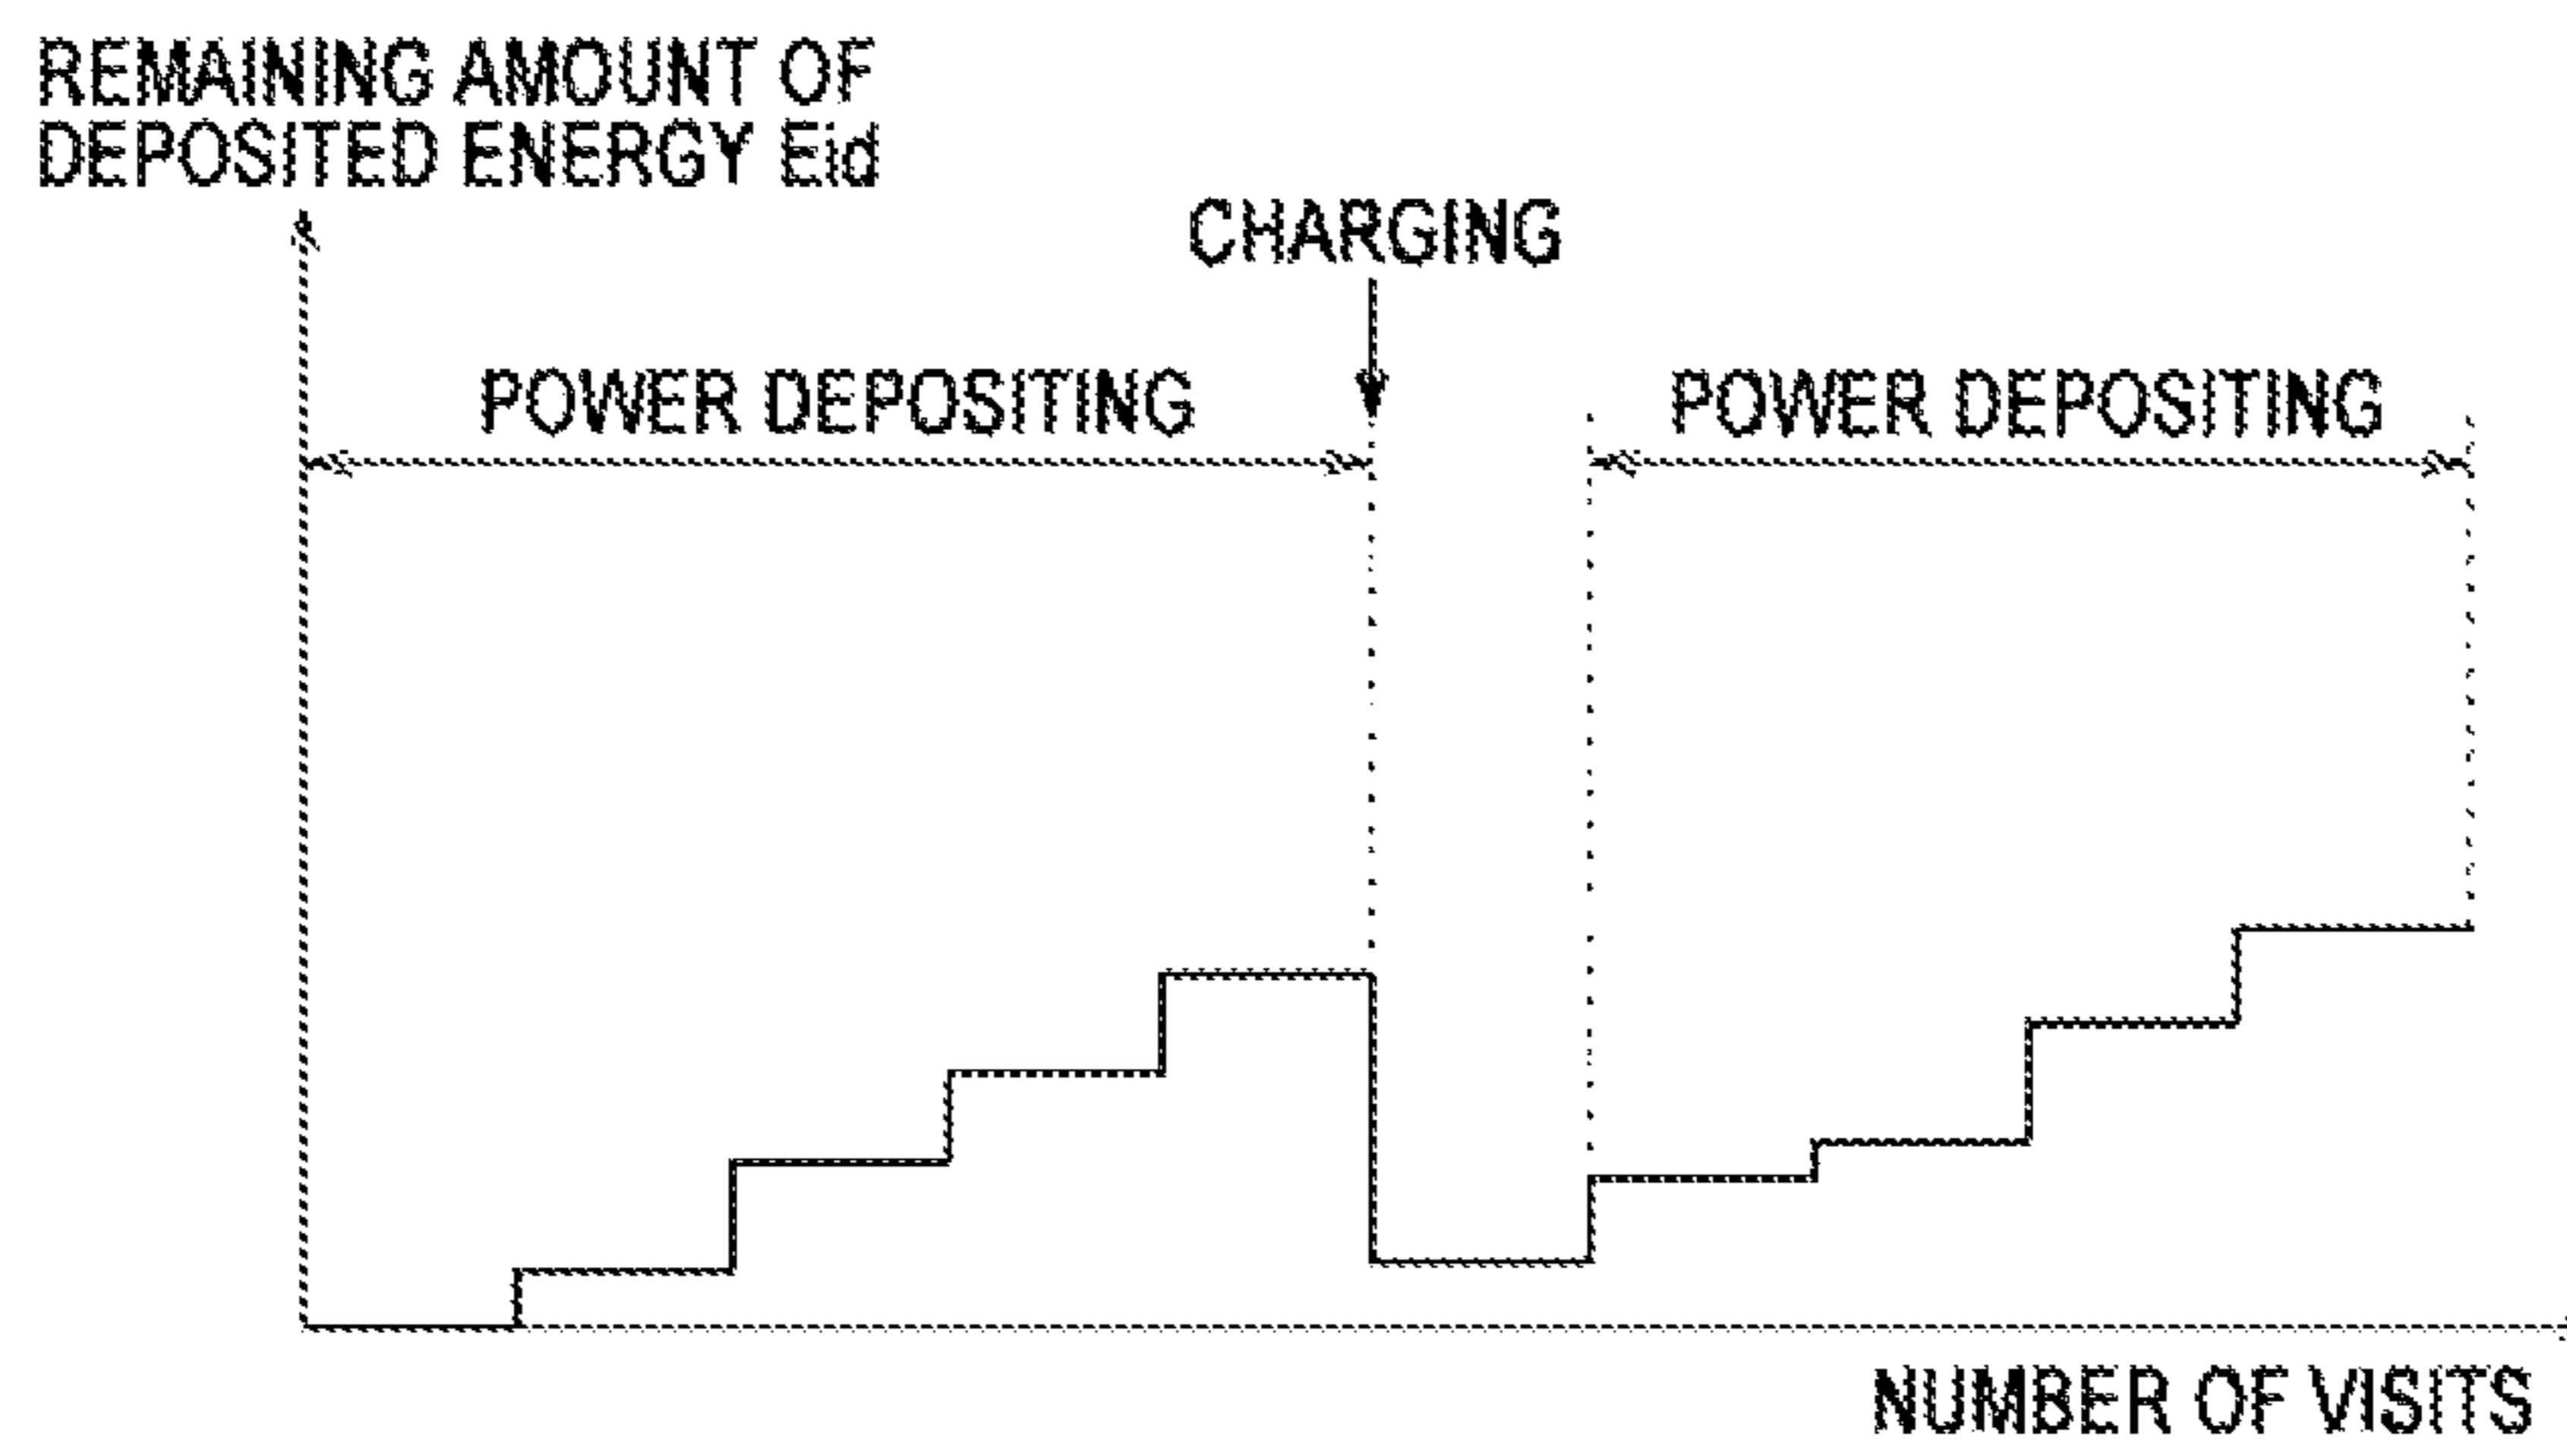 REMAINING AMOUNT OF
DEPOSITED ENERGY Eid
CHARGING
POWER DEPOSITING
POWER DEPOSITING
NUMBER OF VISITS